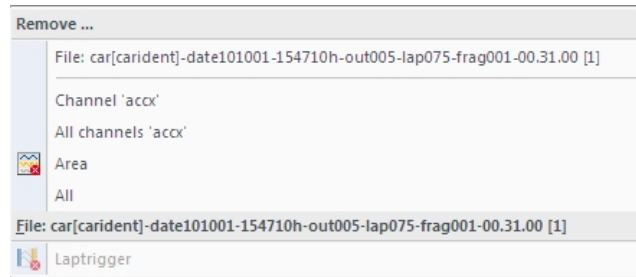 Remove ...
File: car[carident]-date101001-154710h-out005-lap075-frag001-00.31.00 [1]
Channel 'accx'
All channels 'accx'
Area
All
File: car[carident]-date101001-154710h-out005-lap075-frag001-00.31.00 [1]
Laptrigger